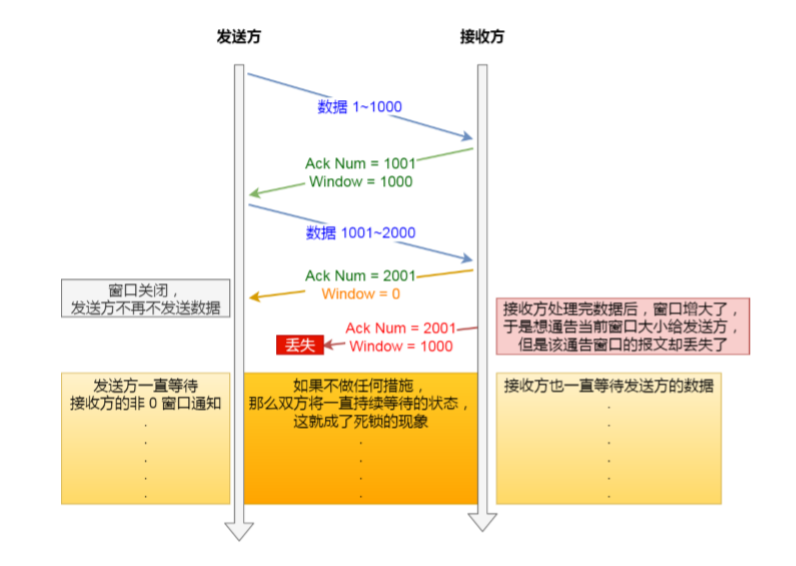 发送方
接收方
数据 1~1000
Ack Num = 1001
Window = 1000
数据 1001~2000
Ack Num = 2001
Window = 0
窗口关闭，
发送方不再不发送数据
接收方处理完数据后，窗口增大了，
于是想通告当前窗口大小给发送方，
但是该通告窗口的报文却丢失了
Ack Num = 2001
Window = 1000
丢失
发送方一直等待
接收方的非 0 窗口通知
.
.
.
.
.
如果不做任何措施，
那么双方将一直持续等待的状态，
这就成了死锁的现象
.
.
.
.
接收方也一直等待发送方的数据
.
.
.
.
.
.